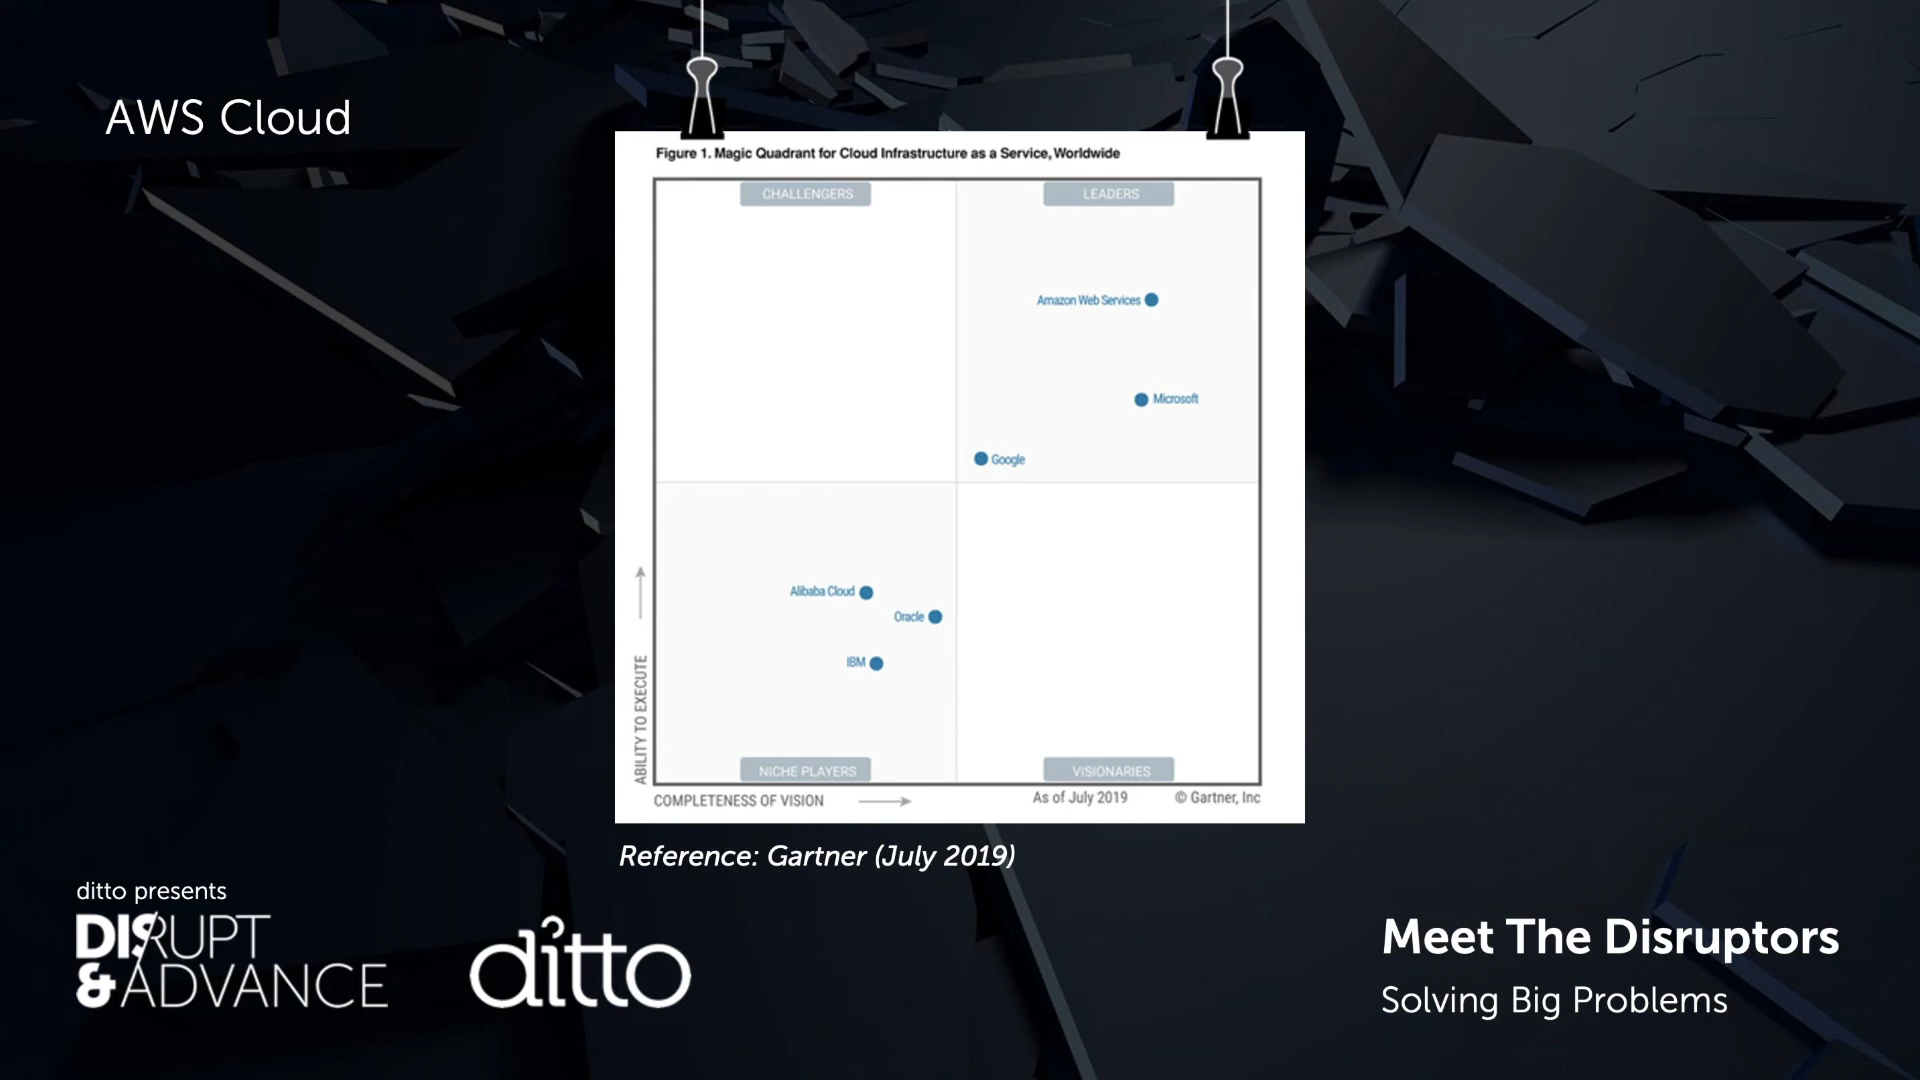 AWS Cloud
Figure 1. Magic Quadrant for Cloud Infrastructure as a Service, Worldwide
CHALLENGERS
LEADERS
Amazon Web Services
Microsoft
Google
Alibaba Cloud
Oracle
IBM
ABILITY TO EXECUTE
NICHE PLAYERS
VISIONARIES
COMPLETENESS OF VISION
As of July 2019
© Gartner, Inc
Reference: Gartner (July 2019)
ditto presents
DISRUPT
&ADVANCE
ditto
Meet The Disruptors
Solving Big Problems